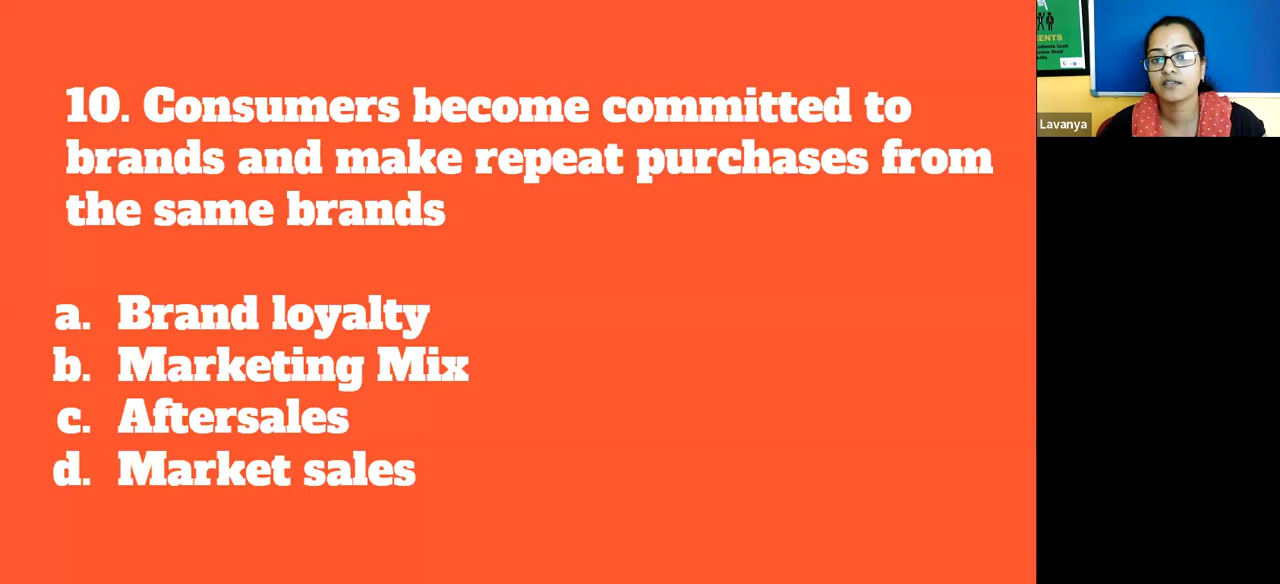 10. Consumers become committed to
brands and make repeat purchases from
the same brands
a. Brand loyalty
b. Marketing Mix
c. Aftersales
d. Market sales
ENTS
Lavanya